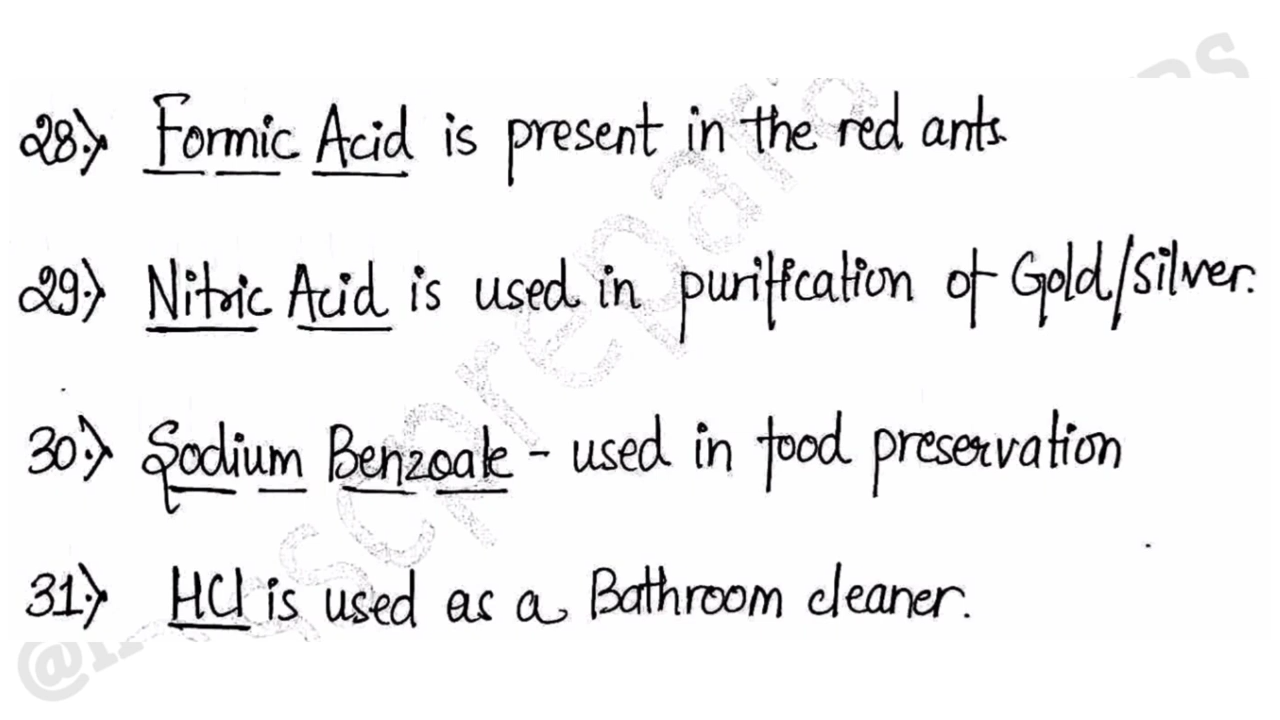 28.) Formic Acid is present in the red ants.
29.) Nitric Acid is used in purification of Gold/silver.
30.) Sodium Benzoate - used in food preservation
31.) HCl is used as a Bathroom cleaner.